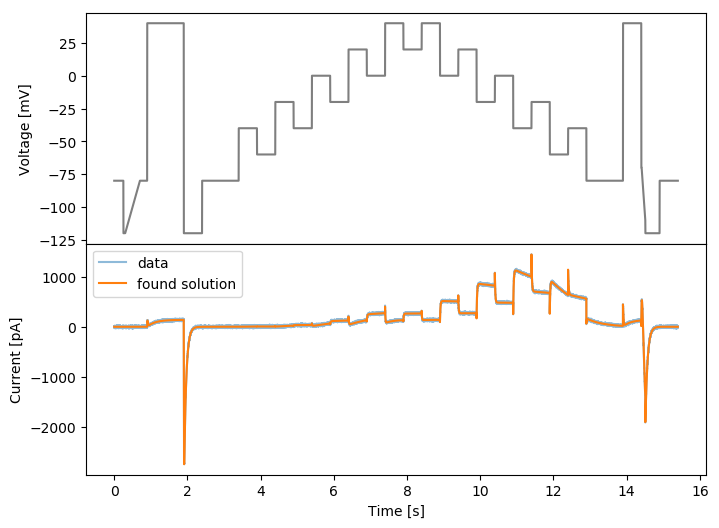 25
0
−25
−50
−75
−100
−125
Voltage [mV]
data
found solution
1000
0
−1000
−2000
Current [pA]
0 2 4 6 8 10 12 14 16
Time [s]